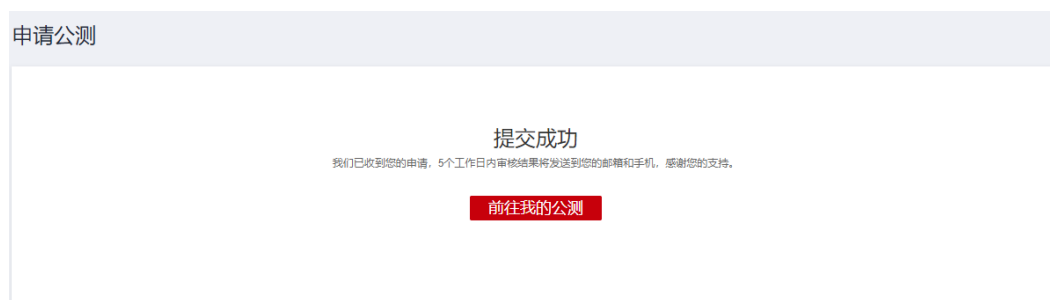 申请公测
提交成功
我们已收到您的申请，5个工作日内审核结果将发送到您的邮箱和手机，感谢您的支持。
前往我的公测